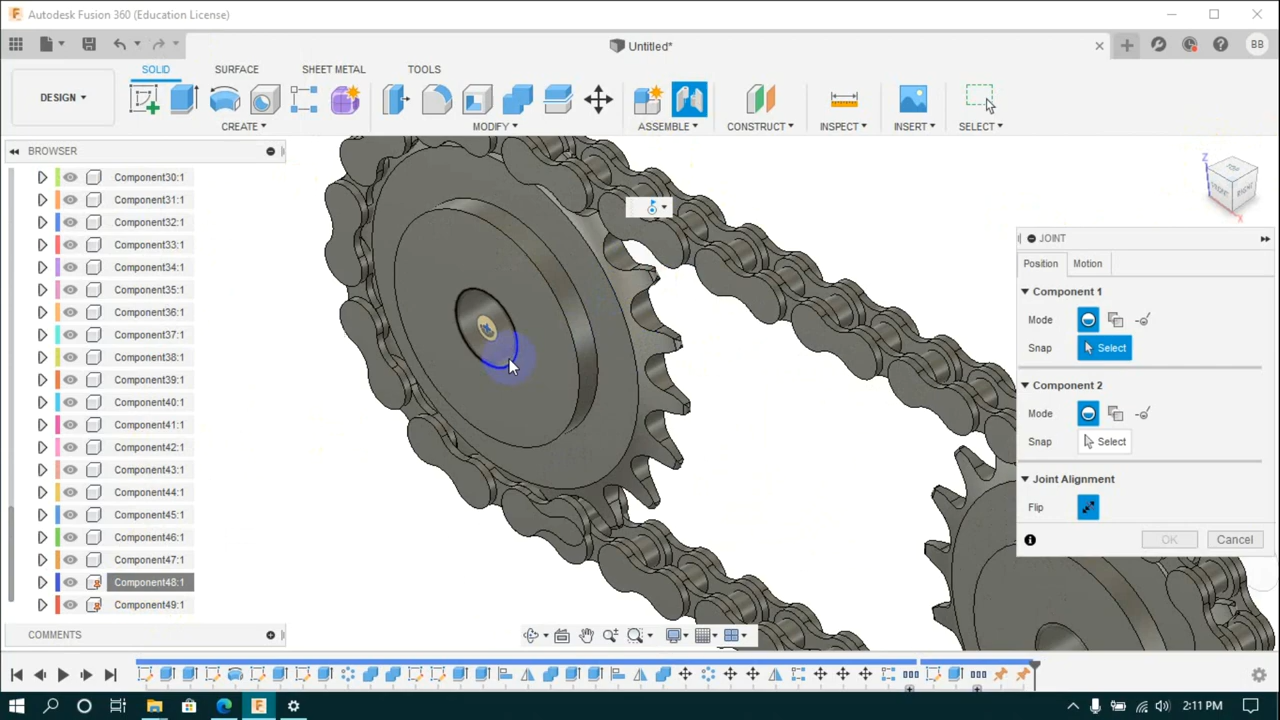 Autodesk Fusion 360 (Education License)
Untitled*
BB
SOLID
SURFACE
SHEET METAL
TOOLS
DESIGN
CREATE
MODIFY
ASSEMBLE
CONSTRUCT
INSPECT
INSERT
SELECT
BROWSER
Component30:1
Component31:1
Component32:1
Component33:1
Component34:1
Component35:1
Component36:1
Component37:1
Component38:1
Component39:1
Component40:1
Component41:1
Component42:1
Component43:1
Component44:1
Component45:1
Component46:1
Component47:1
Component48:1
Component49:1
COMMENTS
Z
TOP
FRONT
RIGHT
X
JOINT
Position
Motion
Component 1
Mode
Snap
Select
Component 2
Mode
Snap
Select
Joint Alignment
Flip
OK
Cancel
2:11 PM